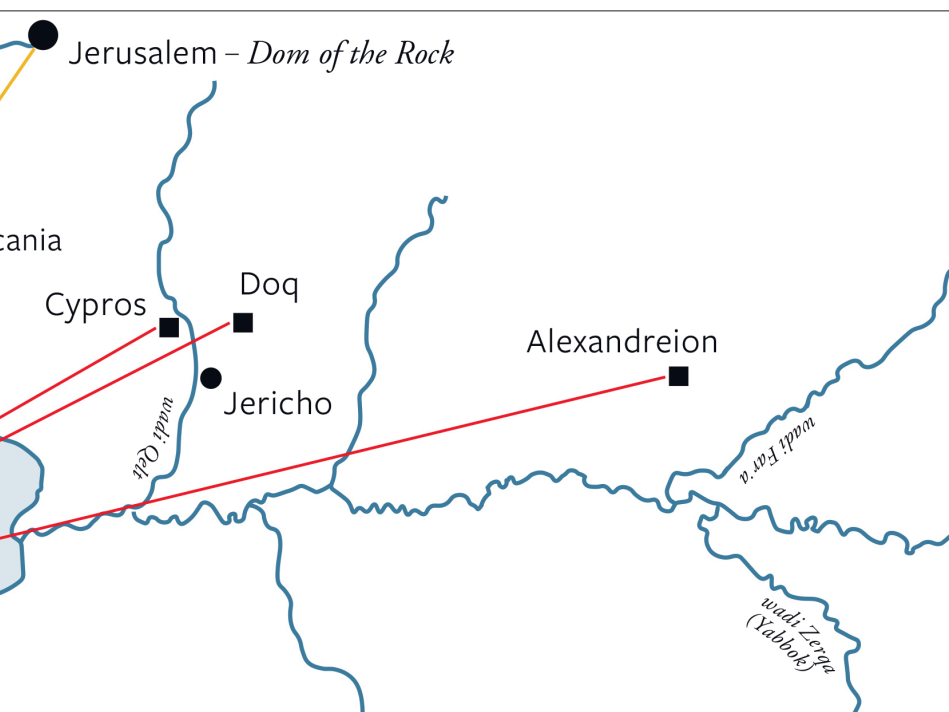 Jerusalem – Dom of the Rock
cania
Doq
Cypros
Alexandreion
Jericho
wadi Qelt
wadi Far'a
wadi Zerqa
(Yabbok)